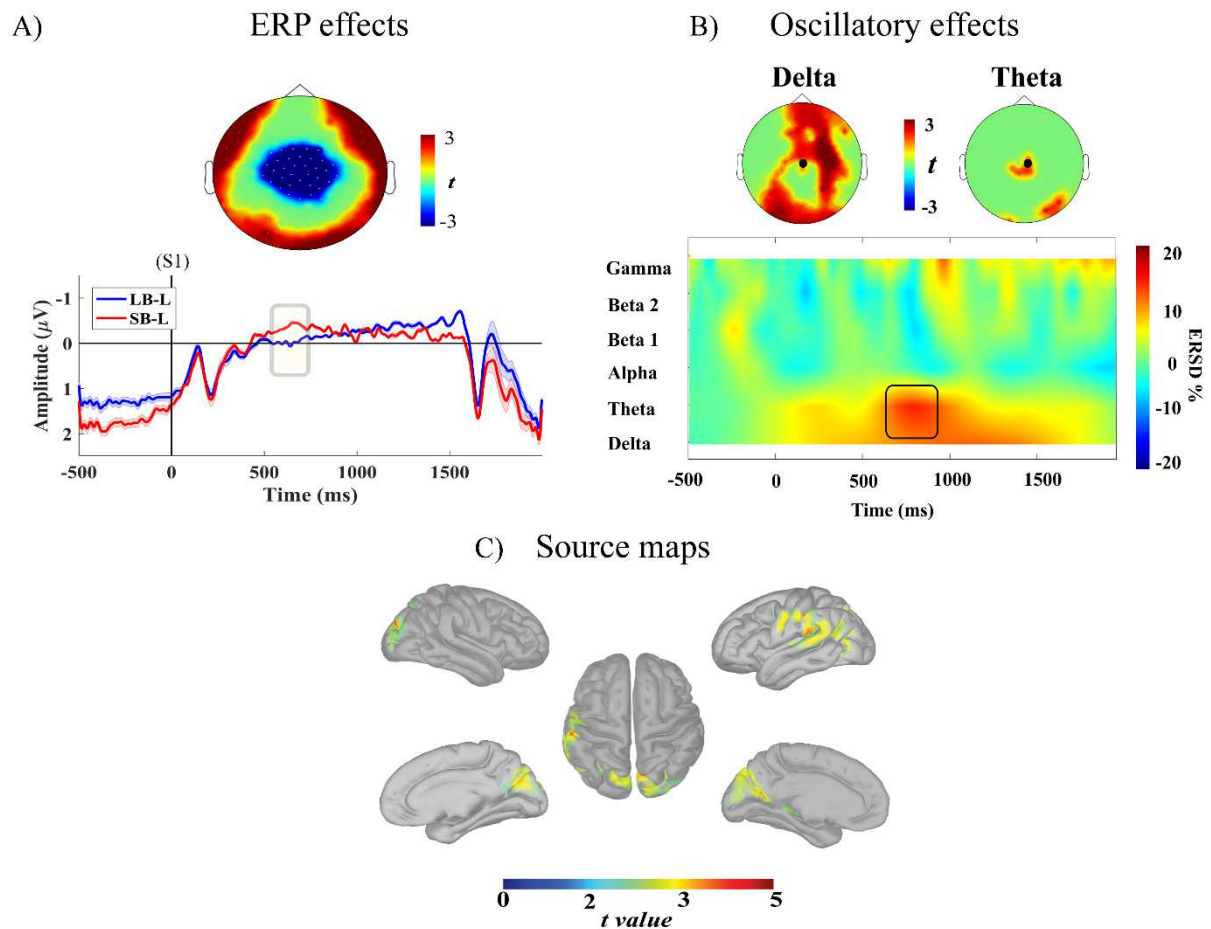 A) ERP effects
3
t
-3
(S1)
LB-L
SB-L
Amplitude (μV)
-1
0
1
2
-500 0 500 1000 1500
Time (ms)
B) Oscillatory effects
Delta Theta
3
t
-3
Gamma
Beta 2
Beta 1
Alpha
Theta
Delta
-500 0 500 1000 1500
Time (ms)
20
10
0
-10
-20
ERSD %
C) Source maps
0 2 3 5
t value